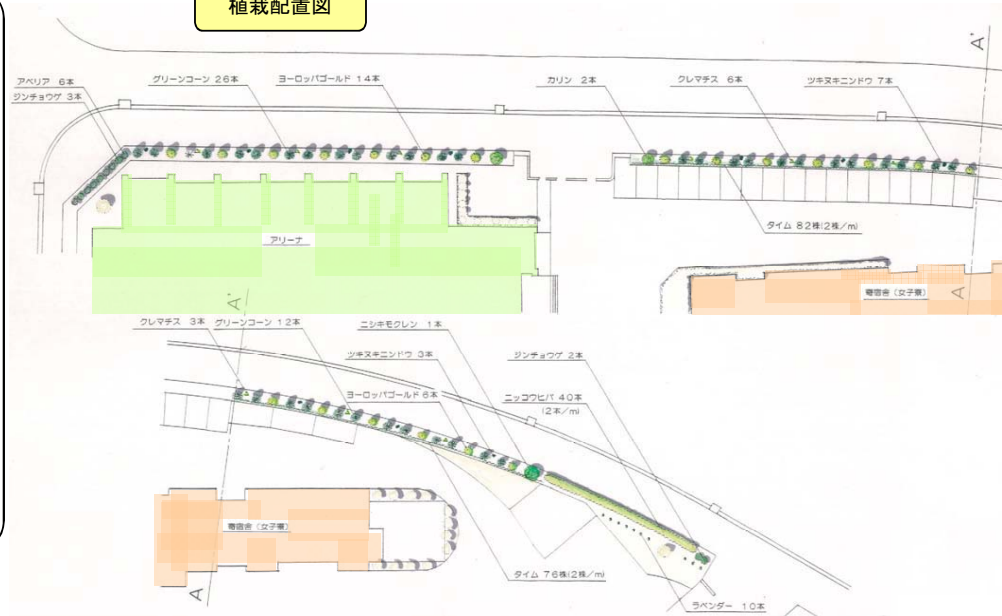 植栽配置図
A'
アベリア 6本
グリーンコーン 26本
ヨーロッパゴールド 14本
カリン 2本
クレマチス 6本
ツキヌキニンドウ 7本
ジンチョウゲ 3本
タイム 82株(2株/m)
アリーナ
寄宿舎(女子寮)
A
A'
クレマチス 3本
グリーンコーン 12本
ニシキモクレン 1本
ツキヌキニンドウ 3本
ジンチョウゲ 2本
ヨーロッパゴールド 6本
ニッコウヒバ 40本
(2本/m)
寄宿舎(女子寮)
タイム 76株(2株/m)
A
ラベンダー 10本